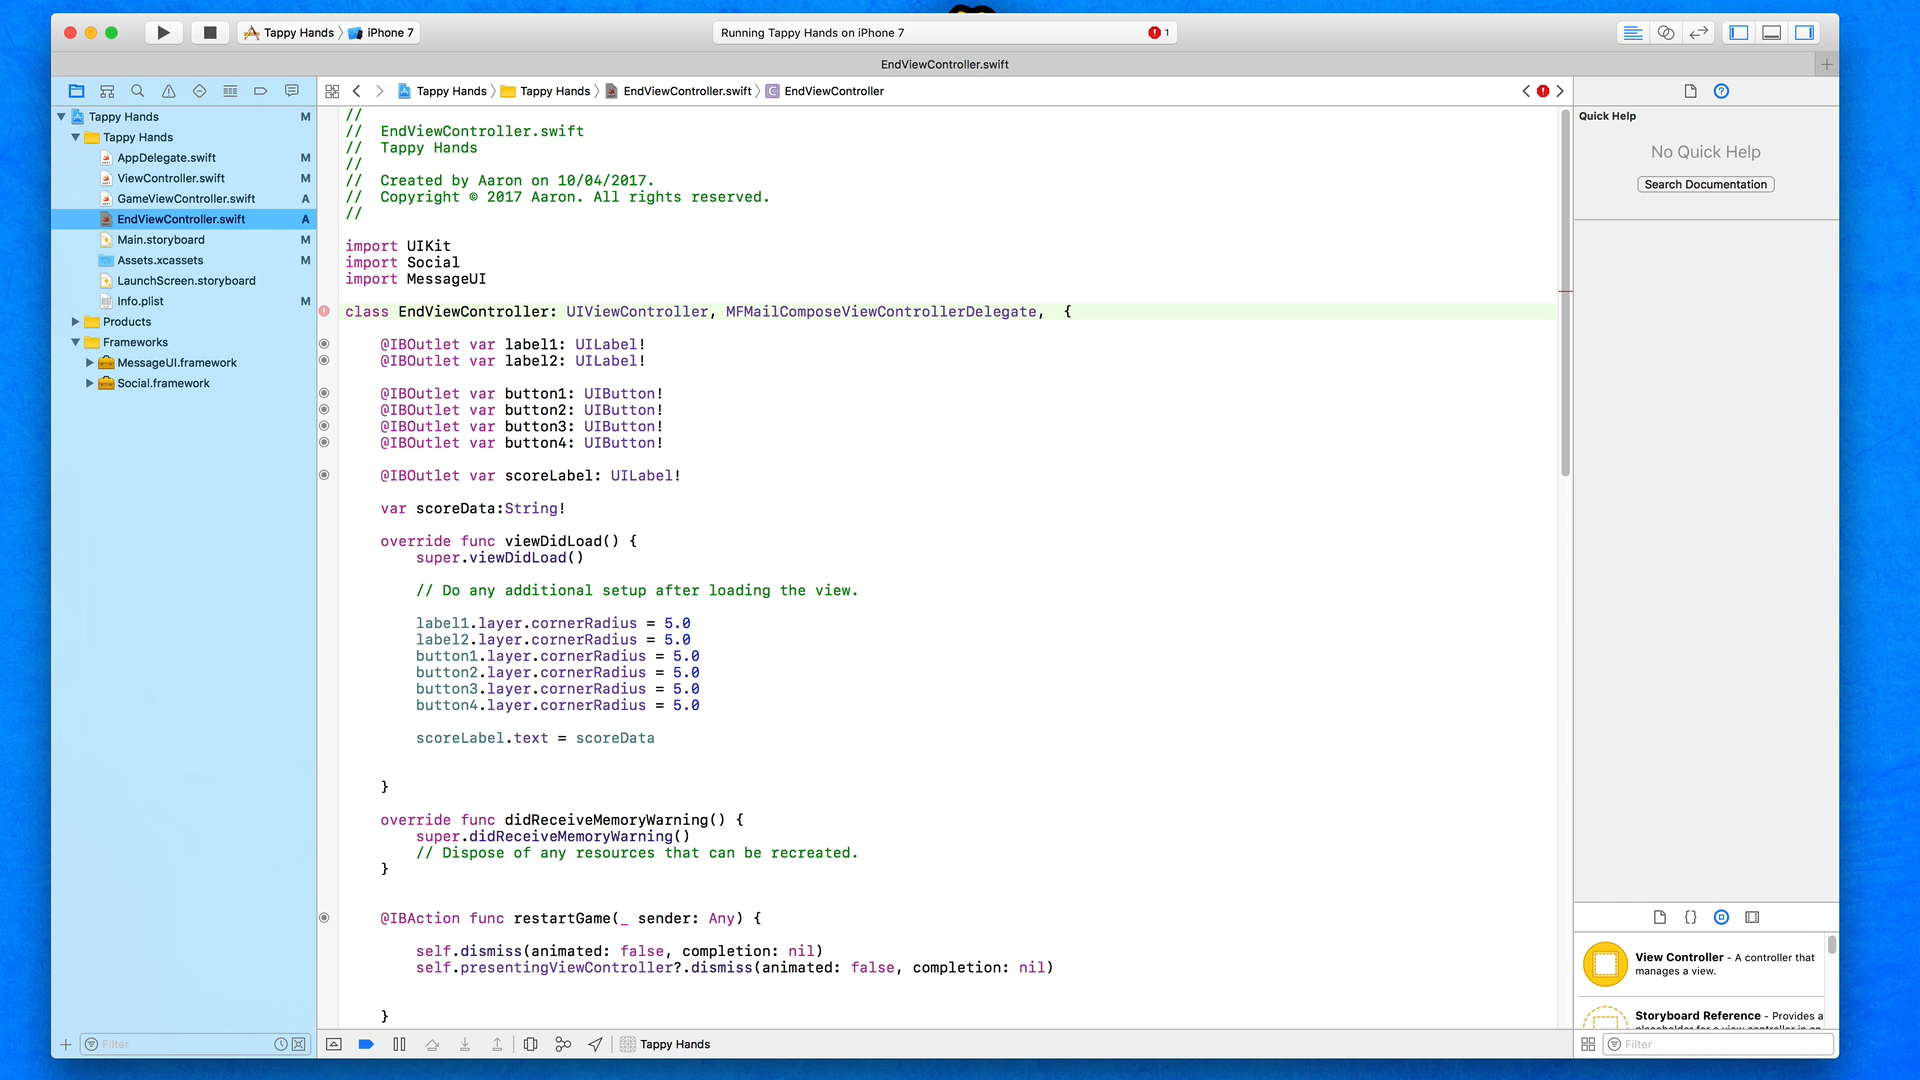 Tappy Hands iPhone 7
Running Tappy Hands on iPhone 7
1
EndViewController.swift
Tappy Hands Tappy Hands EndViewController.swift EndViewController
Tappy Hands M
Tappy Hands
AppDelegate.swift M
ViewController.swift M
GameViewController.swift A
EndViewController.swift A
Main.storyboard M
Assets.xcassets M
LaunchScreen.storyboard
Info.plist M
Products
Frameworks
MessageUI.framework
Social.framework
Filter
//
//  EndViewController.swift
//  Tappy Hands
//
//  Created by Aaron on 10/04/2017.
//  Copyright © 2017 Aaron. All rights reserved.
//
import UIKit
import Social
import MessageUI
class EndViewController: UIViewController, MFMailComposeViewControllerDelegate,  {
@IBOutlet var label1: UILabel!
@IBOutlet var label2: UILabel!
@IBOutlet var button1: UIButton!
@IBOutlet var button2: UIButton!
@IBOutlet var button3: UIButton!
@IBOutlet var button4: UIButton!
@IBOutlet var scoreLabel: UILabel!
var scoreData:String!
override func viewDidLoad() {
super.viewDidLoad()
// Do any additional setup after loading the view.
label1.layer.cornerRadius = 5.0
label2.layer.cornerRadius = 5.0
button1.layer.cornerRadius = 5.0
button2.layer.cornerRadius = 5.0
button3.layer.cornerRadius = 5.0
button4.layer.cornerRadius = 5.0
scoreLabel.text = scoreData
}
override func didReceiveMemoryWarning() {
super.didReceiveMemoryWarning()
// Dispose of any resources that can be recreated.
}
@IBAction func restartGame(_ sender: Any) {
self.dismiss(animated: false, completion: nil)
self.presentingViewController?.dismiss(animated: false, completion: nil)
}
Tappy Hands
Quick Help
No Quick Help
Search Documentation
View Controller - A controller that
manages a view.
Storyboard Reference - Provides a
Filter